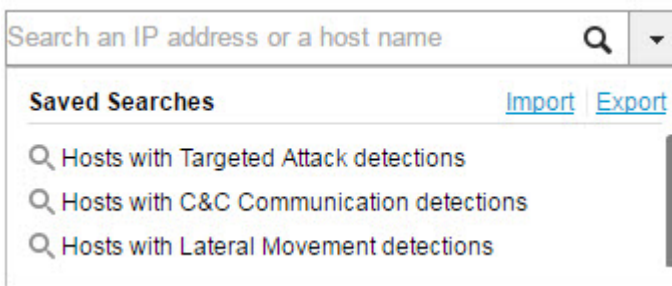 Search an IP address or a host name
Saved Searches Import Export
Hosts with Targeted Attack detections
Hosts with C&C Communication detections
Hosts with Lateral Movement detections